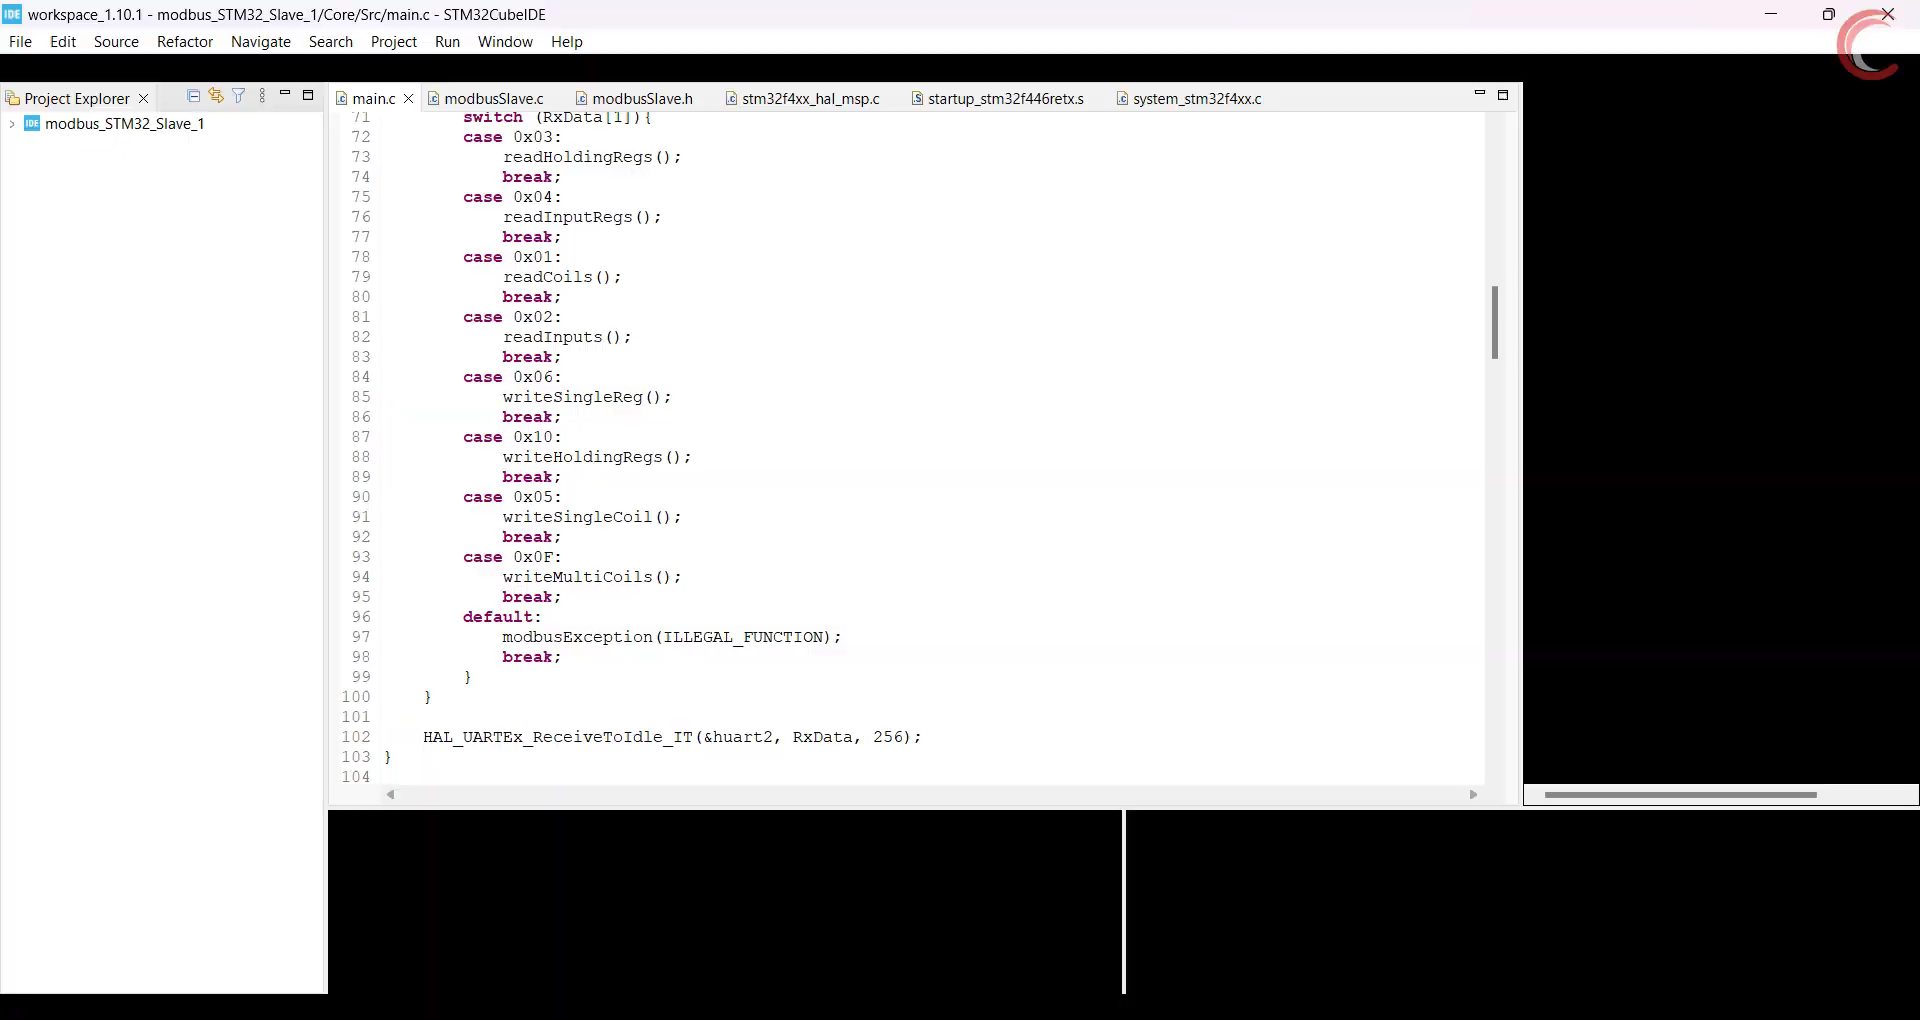 IDE workspace_1.10.1 - modbus_STM32_Slave_1/Core/Src/main.c - STM32CubeIDE
File Edit Source Refactor Navigate Search Project Run Window Help
Project Explorer
IDE modbus_STM32_Slave_1
main.c modbusSlave.c modbusSlave.h stm32f4xx_hal_msp.c startup_stm32f446retx.s system_stm32f4xx.c
71 switch (RxData[1]){
72 case 0x03:
73 readHoldingRegs();
74 break;
75 case 0x04:
76 readInputRegs();
77 break;
78 case 0x01:
79 readCoils();
80 break;
81 case 0x02:
82 readInputs();
83 break;
84 case 0x06:
85 writeSingleReg();
86 break;
87 case 0x10:
88 writeHoldingRegs();
89 break;
90 case 0x05:
91 writeSingleCoil();
92 break;
93 case 0x0F:
94 writeMultiCoils();
95 break;
96 default:
97 modbusException(ILLEGAL_FUNCTION);
98 break;
99 }
100 }
101
102 HAL_UARTEx_ReceiveToIdle_IT(&huart2, RxData, 256);
103 }
104